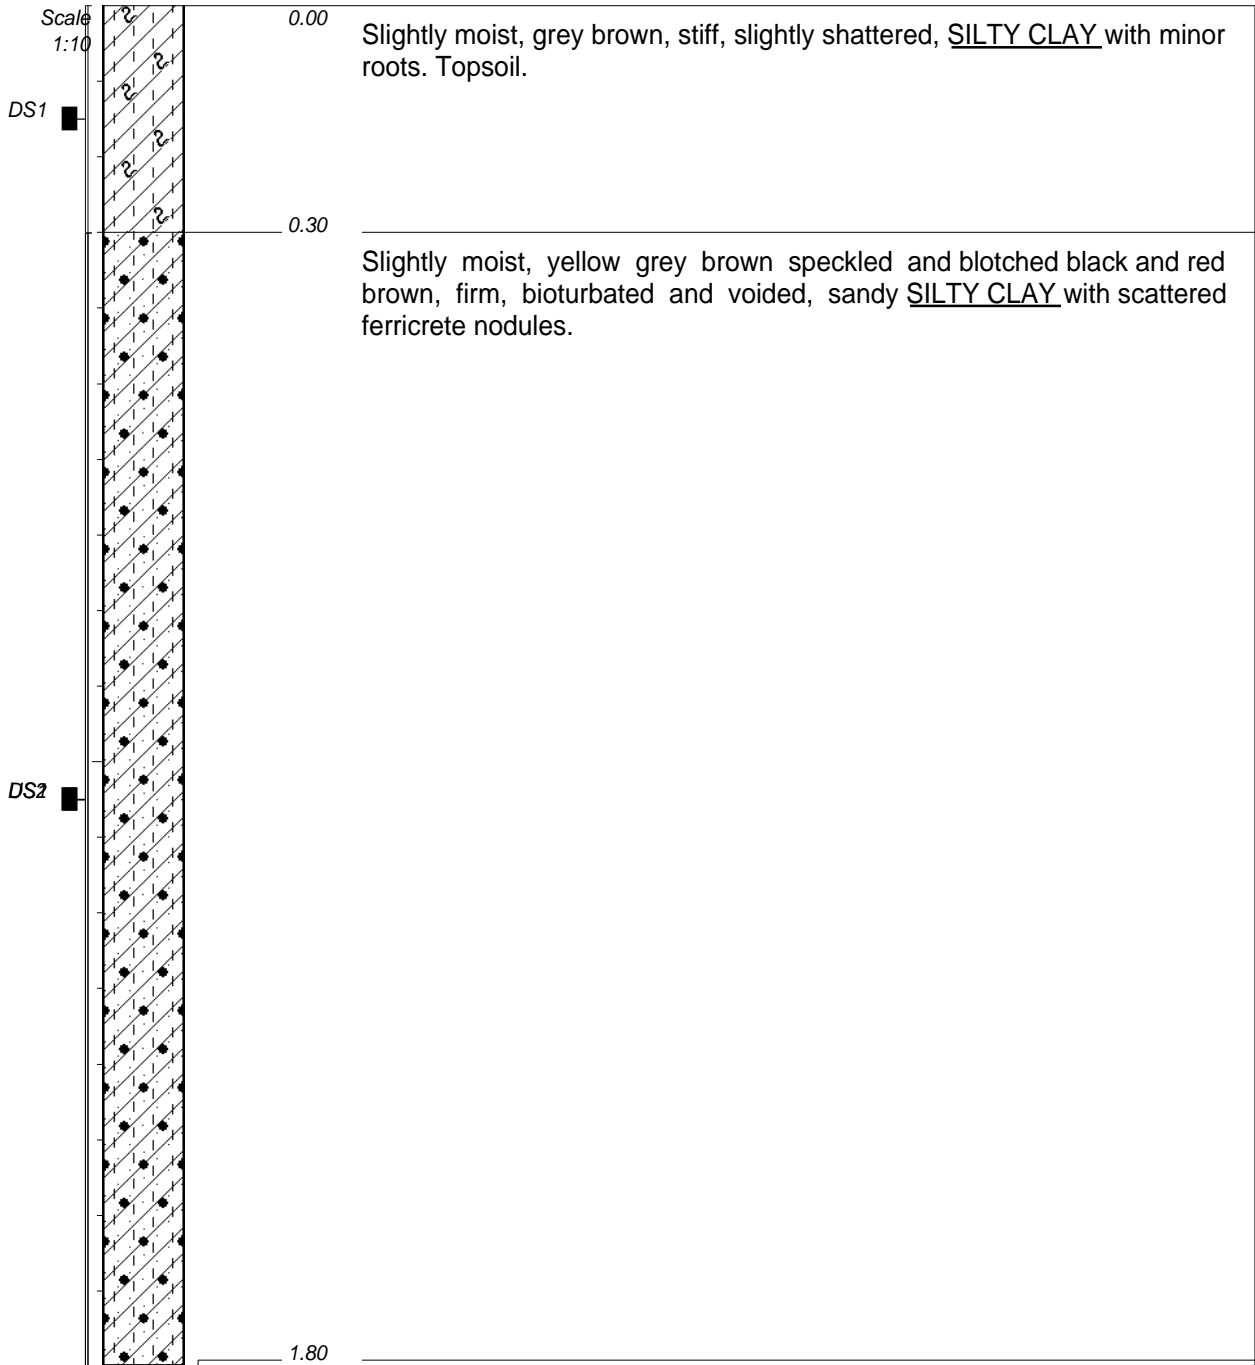 Scale
1:10
0.00
Slightly moist, grey brown, stiff, slightly shattered, SILTY CLAY with minor
roots. Topsoil.
DS1
0.30
Slightly moist, yellow grey brown speckled and blotched black and red
brown, firm, bioturbated and voided, sandy SILTY CLAY with scattered
ferricrete nodules.
1.80